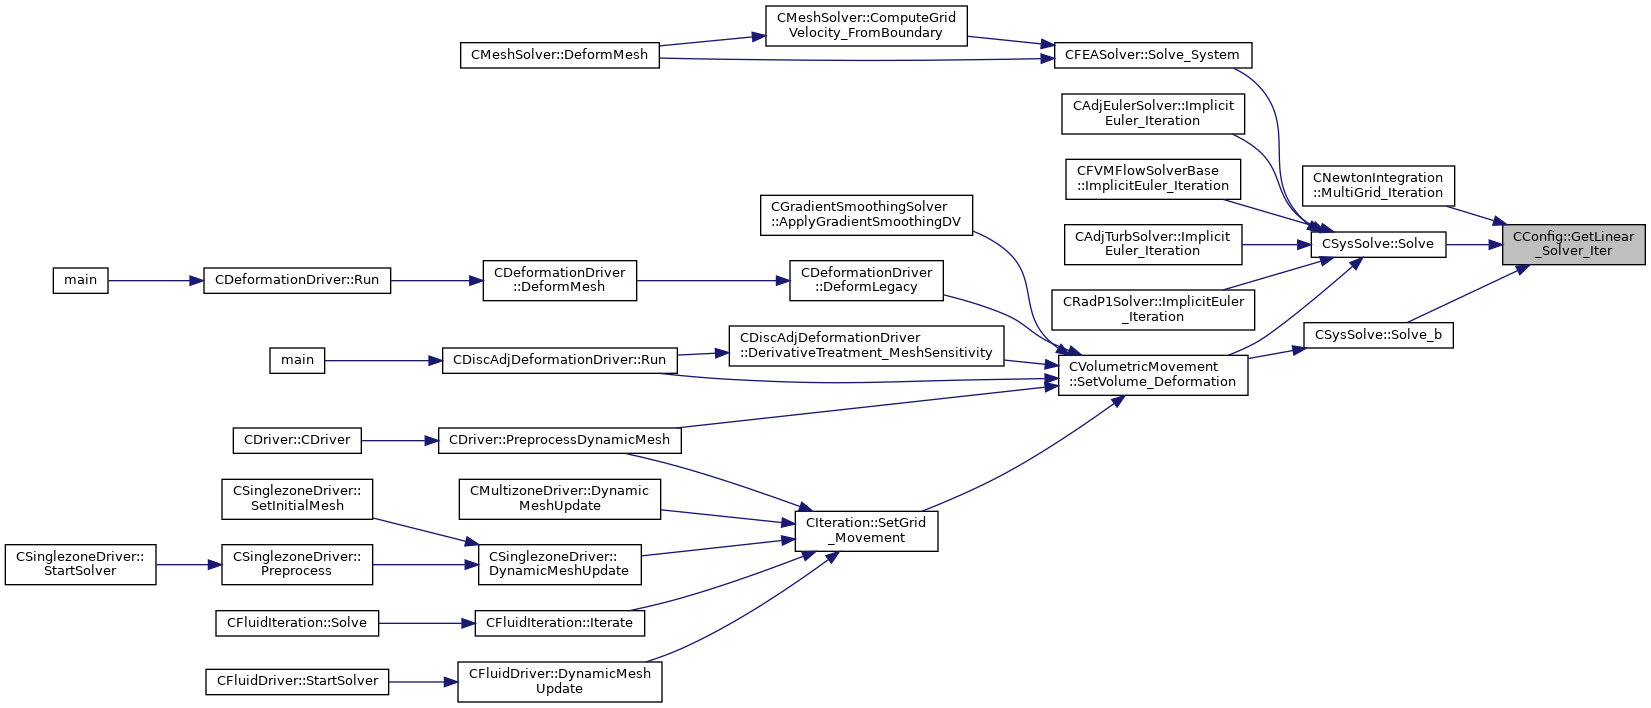 CMeshSolver::ComputeGrid
Velocity_FromBoundary
CMeshSolver::DeformMesh
CFEASolver::Solve_System
CAdjEulerSolver::Implicit
Euler_Iteration
CFVMFlowSolverBase
::ImplicitEuler_Iteration
CNewtonIntegration
::MultiGrid_Iteration
CGradientSmoothingSolver
::ApplyGradientSmoothingDV
CAdjTurbSolver::Implicit
Euler_Iteration
CSysSolve::Solve
CConfig::GetLinear
_Solver_Iter
main
CDeformationDriver::Run
CDeformationDriver
::DeformMesh
CDeformationDriver
::DeformLegacy
CRadP1Solver::ImplicitEuler
_Iteration
CSysSolve::Solve_b
CDiscAdjDeformationDriver
::DerivativeTreatment_MeshSensitivity
main
CDiscAdjDeformationDriver::Run
CVolumetricMovement
::SetVolume_Deformation
CDriver::CDriver
CDriver::PreprocessDynamicMesh
CSinglezoneDriver::
SetInitialMesh
CMultizoneDriver::Dynamic
MeshUpdate
CIteration::SetGrid
_Movement
CSinglezoneDriver::
StartSolver
CSinglezoneDriver::
Preprocess
CSinglezoneDriver::
DynamicMeshUpdate
CFluidIteration::Solve
CFluidIteration::Iterate
CFluidDriver::StartSolver
CFluidDriver::DynamicMesh
Update